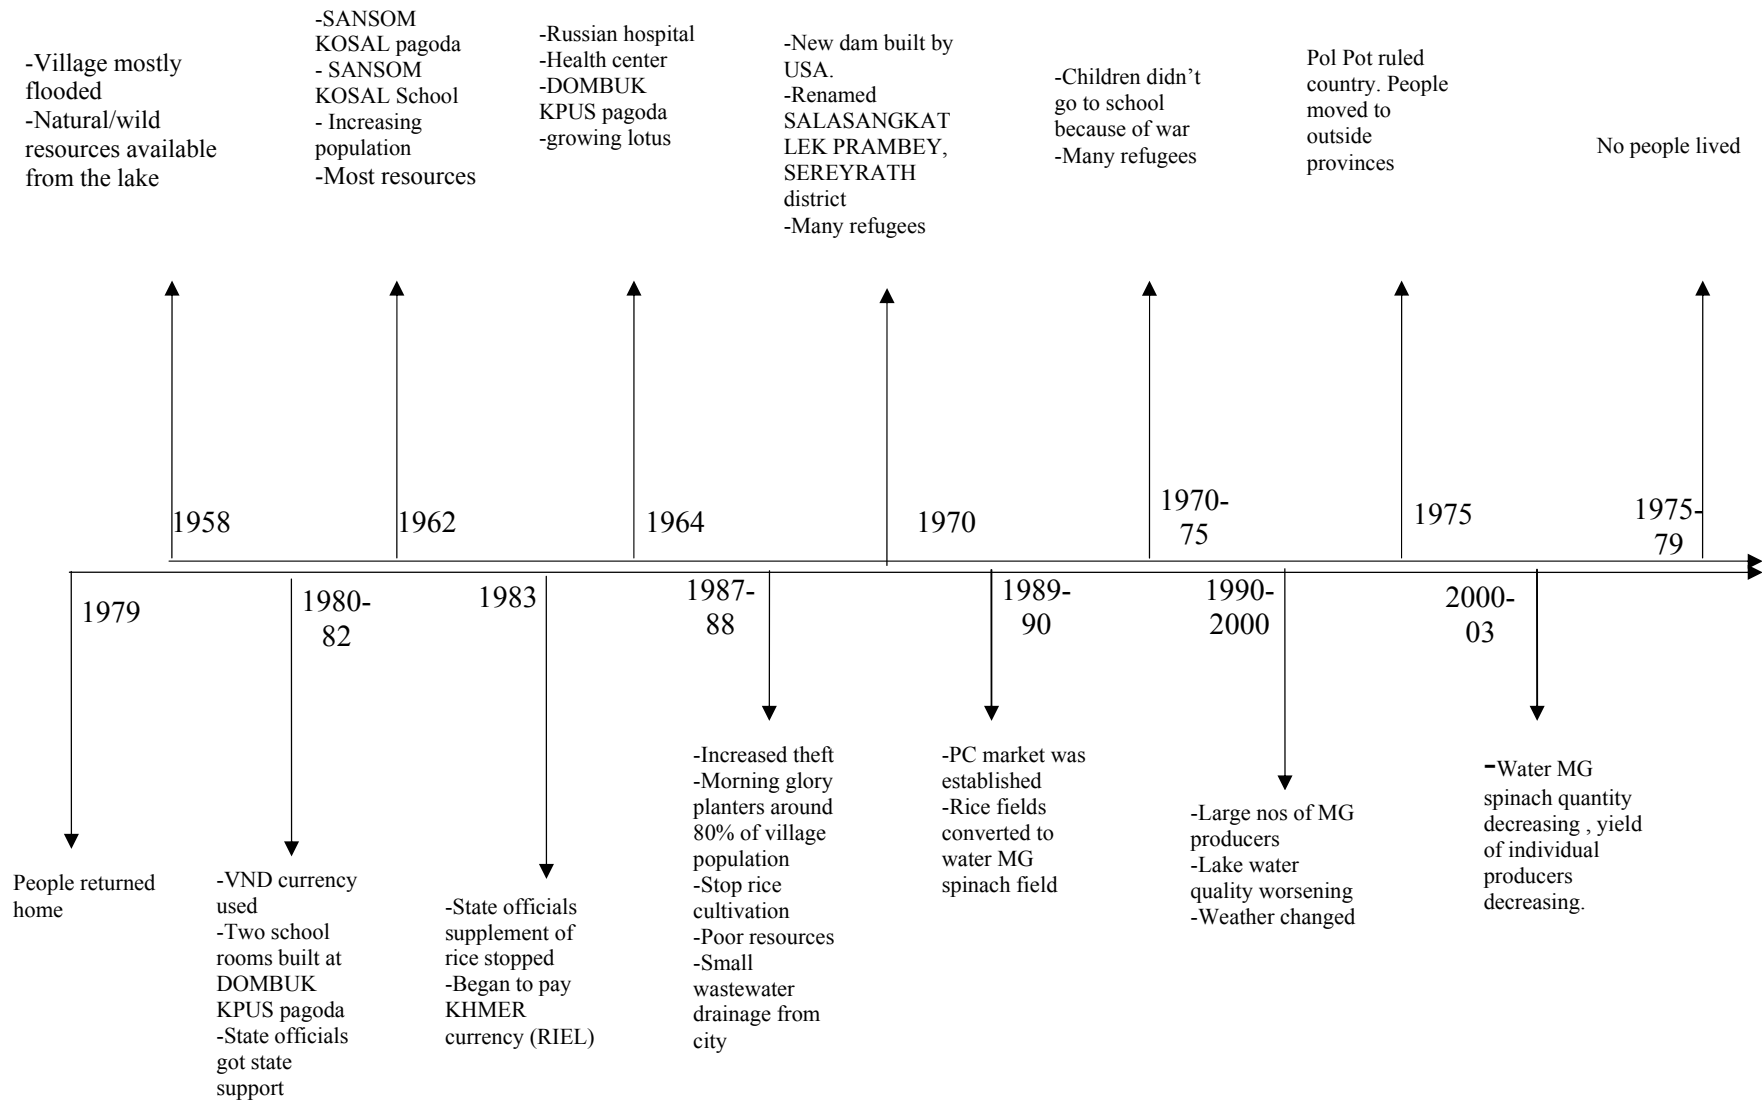 -Village mostly
flooded
-Natural/wild
resources available
from the lake
-SANSOM
KOSAL pagoda
- SANSOM
KOSAL School
- Increasing
population
-Most resources
-Russian hospital
-Health center
-DOMBUK
KPUS pagoda
-growing lotus
-New dam built by
USA.
-Renamed
SALASANGKAT
LEK PRAMBEY,
SEREYRATH
district
-Many refugees
-Children didn’t
go to school
because of war
-Many refugees
Pol Pot ruled
country. People
moved to
outside
provinces
No people lived
1958
1962
1964
1970
1970-
75
1975
1975-
79
1979
1980-
82
1983
1987-
88
1989-
90
1990-
2000
2000-
03
People returned
home
-VND currency
used
-Two school
rooms built at
DOMBUK
KPUS pagoda
-State officials
got state
support
-State officials
supplement of
rice stopped
-Began to pay
KHMER
currency (RIEL)
-Increased theft
-Morning glory
planters around
80% of village
population
-Stop rice
cultivation
-Poor resources
-Small
wastewater
drainage from
city
-PC market was
established
-Rice fields
converted to
water MG
spinach field
-Large nos of MG
producers
-Lake water
quality worsening
-Weather changed
-Water MG
spinach quantity
decreasing , yield
of individual
producers
decreasing.